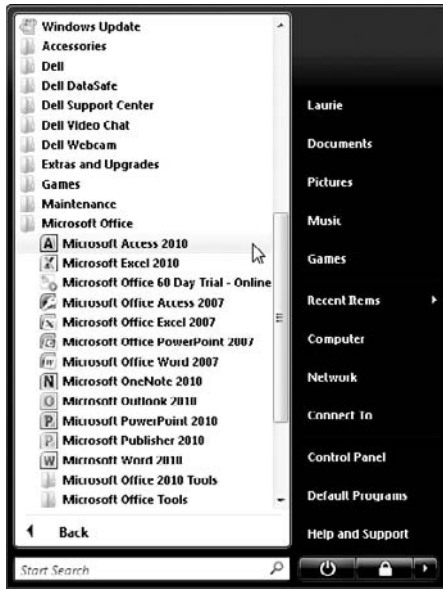 Windows Update
Accessories
Dell
Dell DataSafe
Dell Support Center
Dell Video Chat
Dell Webcam
Extras and Upgrades
Games
Maintenance
Microsoft Office
Microsoft Access 2010
Microsoft Excel 2010
Microsoft Office 60 Day Trial - Online
Microsoft Office Access 2007
Microsoft Office Excel 2007
Microsoft Office PowerPoint 2007
Microsoft Office Word 2007
Microsoft OneNote 2010
Microsoft Outlook 2010
Microsoft PowerPoint 2010
Microsoft Publisher 2010
Microsoft Word 2010
Microsoft Office 2010 Tools
Microsoft Office Tools
Back
Start Search
Laurie
Documents
Pictures
Music
Games
Recent Items
Computer
Network
Connect To
Control Panel
Default Programs
Help and Support